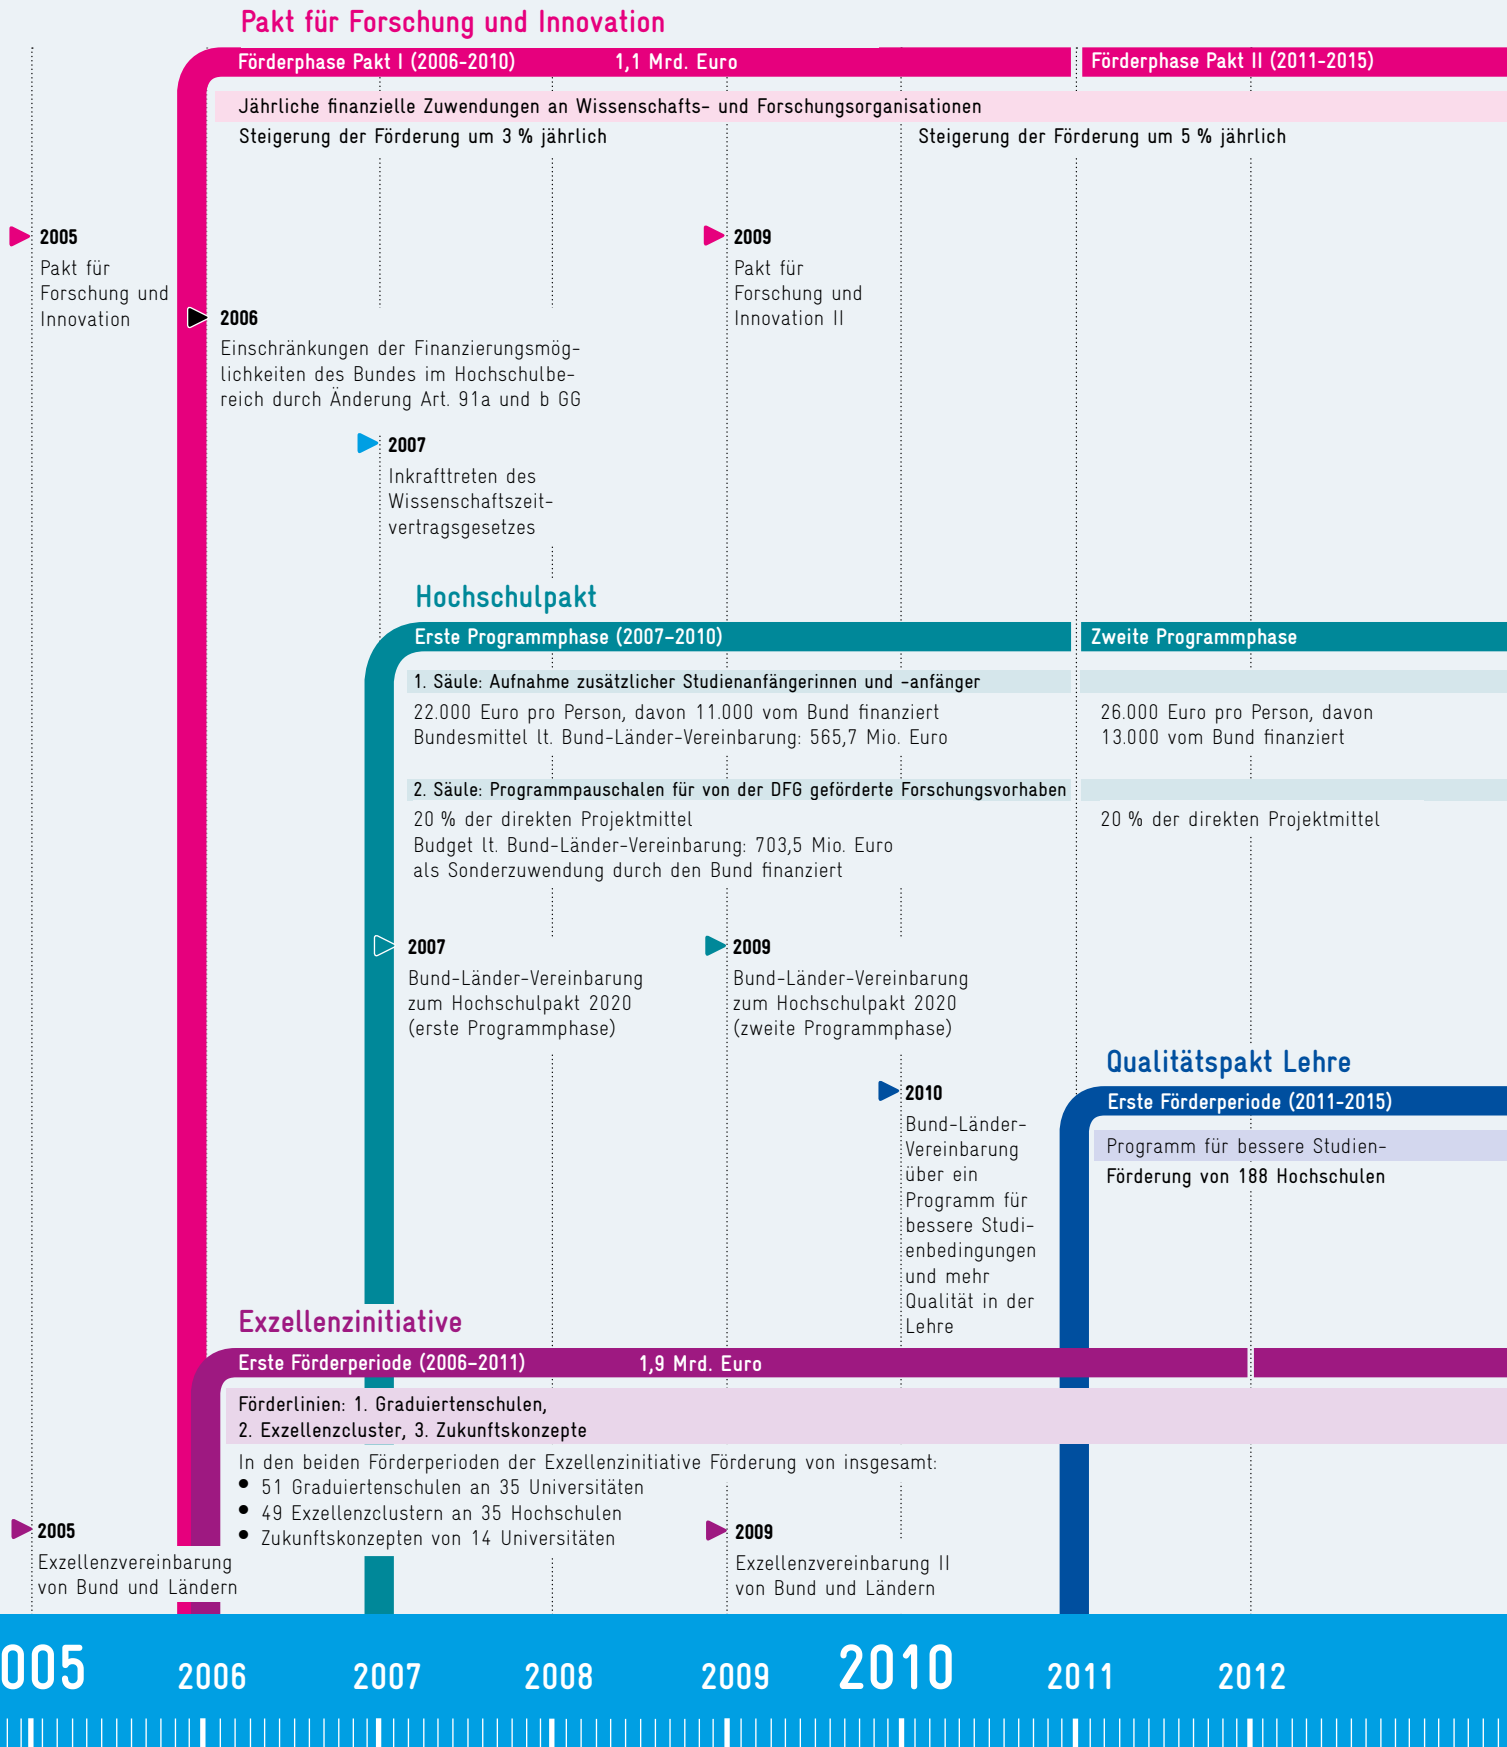 Pakt für Forschung und Innovation
Förderphase Pakt I (2006-2010) 1,1 Mrd. Euro
Förderphase Pakt II (2011-2015)
Jährliche finanzielle Zuwendungen an Wissenschafts- und Forschungsorganisationen
Steigerung der Förderung um 3 % jährlich
Steigerung der Förderung um 5 % jährlich
2005
Pakt für
Forschung und
Innovation
2009
Pakt für
Forschung und
Innovation II
2006
Einschränkungen der Finanzierungsmög-
lichkeiten des Bundes im Hochschulbe-
reich durch Änderung Art. 91a und b GG
2007
Inkrafttreten des
Wissenschaftszeit-
vertragsgesetzes
Hochschulpakt
Erste Programmphase (2007-2010)
Zweite Programmphase
1. Säule: Aufnahme zusätzlicher Studienanfängerinnen und -anfänger
22.000 Euro pro Person, davon 11.000 vom Bund finanziert
Bundesmittel lt. Bund-Länder-Vereinbarung: 565,7 Mio. Euro
26.000 Euro pro Person, davon
13.000 vom Bund finanziert
2. Säule: Programmpauschalen für von der DFG geförderte Forschungsvorhaben
20 % der direkten Projektmittel
Budget lt. Bund-Länder-Vereinbarung: 703,5 Mio. Euro
als Sonderzuwendung durch den Bund finanziert
20 % der direkten Projektmittel
2007
Bund-Länder-Vereinbarung
zum Hochschulpakt 2020
(erste Programmphase)
2009
Bund-Länder-Vereinbarung
zum Hochschulpakt 2020
(zweite Programmphase)
2010
Bund-Länder-
Vereinbarung
über ein
Programm für
bessere Studi-
enbedingungen
und mehr
Qualität in der
Lehre
Qualitätspakt Lehre
Erste Förderperiode (2011-2015)
Programm für bessere Studien-
Förderung von 188 Hochschulen
Exzellenzinitiative
Erste Förderperiode (2006-2011) 1,9 Mrd. Euro
Förderlinien: 1. Graduiertenschulen,
2. Exzellenzcluster, 3. Zukunftskonzepte
In den beiden Förderperioden der Exzellenzinitiative Förderung von insgesamt:
• 51 Graduiertenschulen an 35 Universitäten
• 49 Exzellenzclustern an 35 Hochschulen
• Zukunftskonzepten von 14 Universitäten
2005
Exzellenzvereinbarung
von Bund und Ländern
2009
Exzellenzvereinbarung II
von Bund und Ländern
005 2006 2007 2008 2009 2010 2011 2012